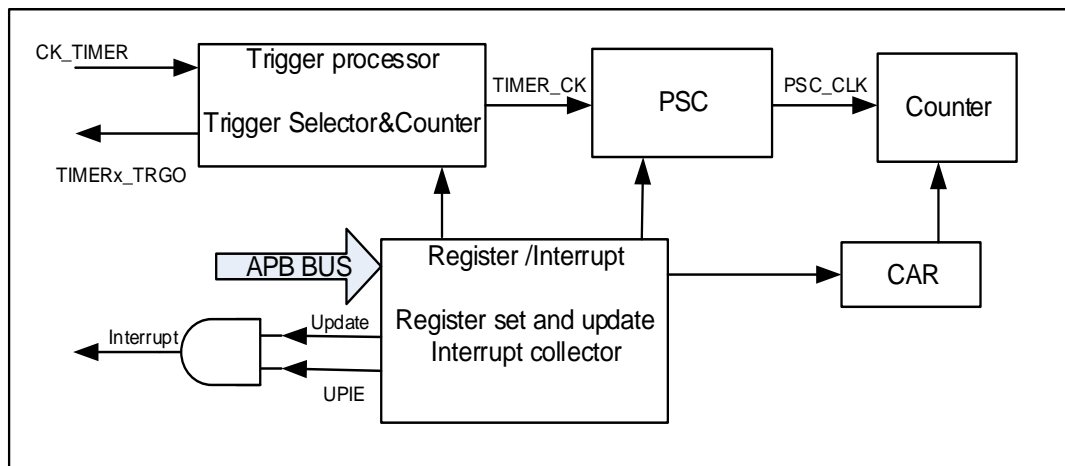 CK_TIMER
TIMERx_TRGO
Trigger processor
Trigger Selector&Counter
TIMER_CK
PSC
PSC_CLK
Counter
APB BUS
Register /Interrupt
Register set and update
Interrupt collector
CAR
Interrupt
Update
UPIE